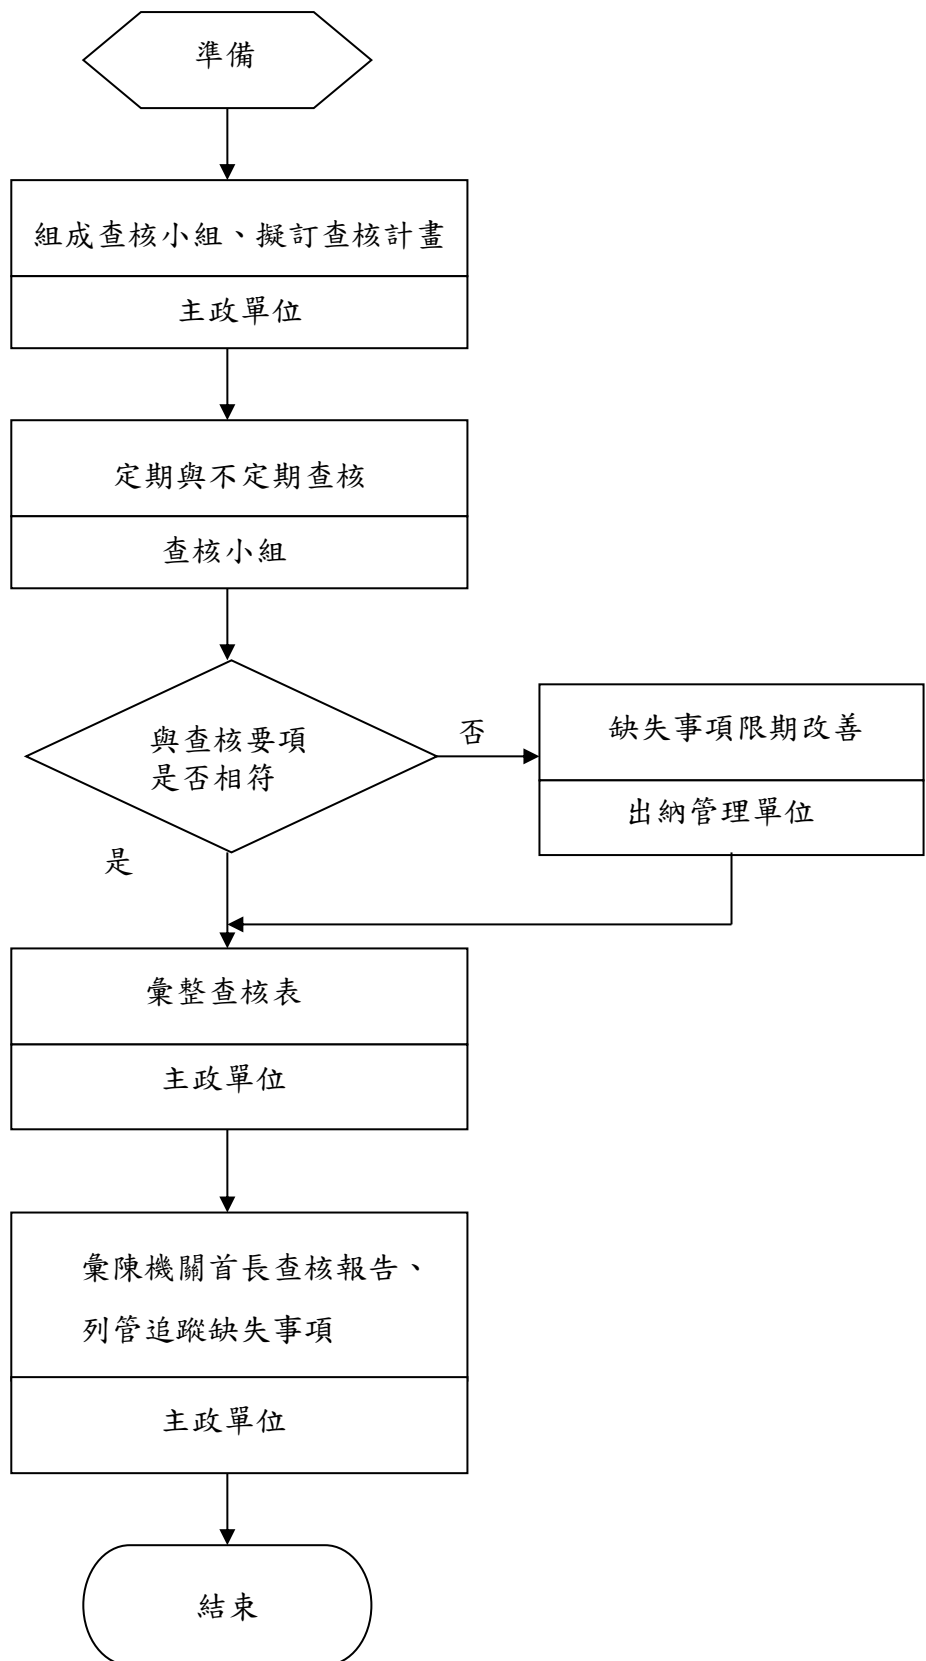 準備
組成查核小組、擬訂查核計畫
主政單位
定期與不定期查核
查核小組
與查核要項
是否相符
否
缺失事項限期改善
出納管理單位
是
彙整查核表
主政單位
彙陳機關首長查核報告、
列管追蹤缺失事項
主政單位
結束